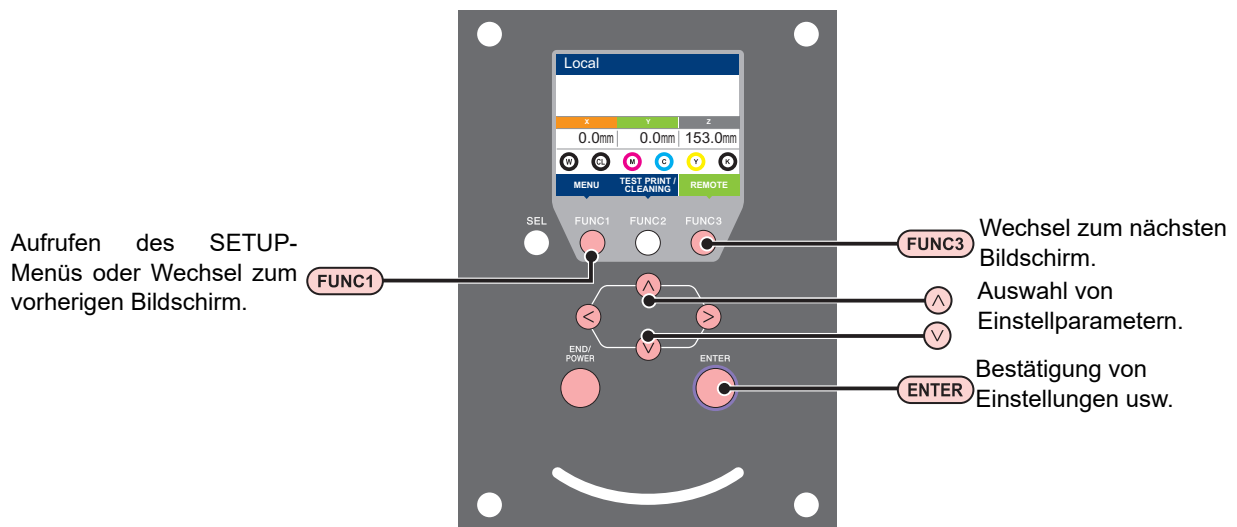 Local
X Y Z
0.0mm 0.0mm 153.0mm
W CL M C Y K
MENU TEST PRINT / CLEANING REMOTE
SEL FUNC1 FUNC2 FUNC3
Aufrufen des SETUP-
Menüs oder Wechsel zum
vorherigen Bildschirm.
FUNC1
FUNC3
Wechsel zum nächsten
Bildschirm.
Auswahl von
Einstellparametern.
END/
POWER
ENTER
ENTER
Bestätigung von
Einstellungen usw.